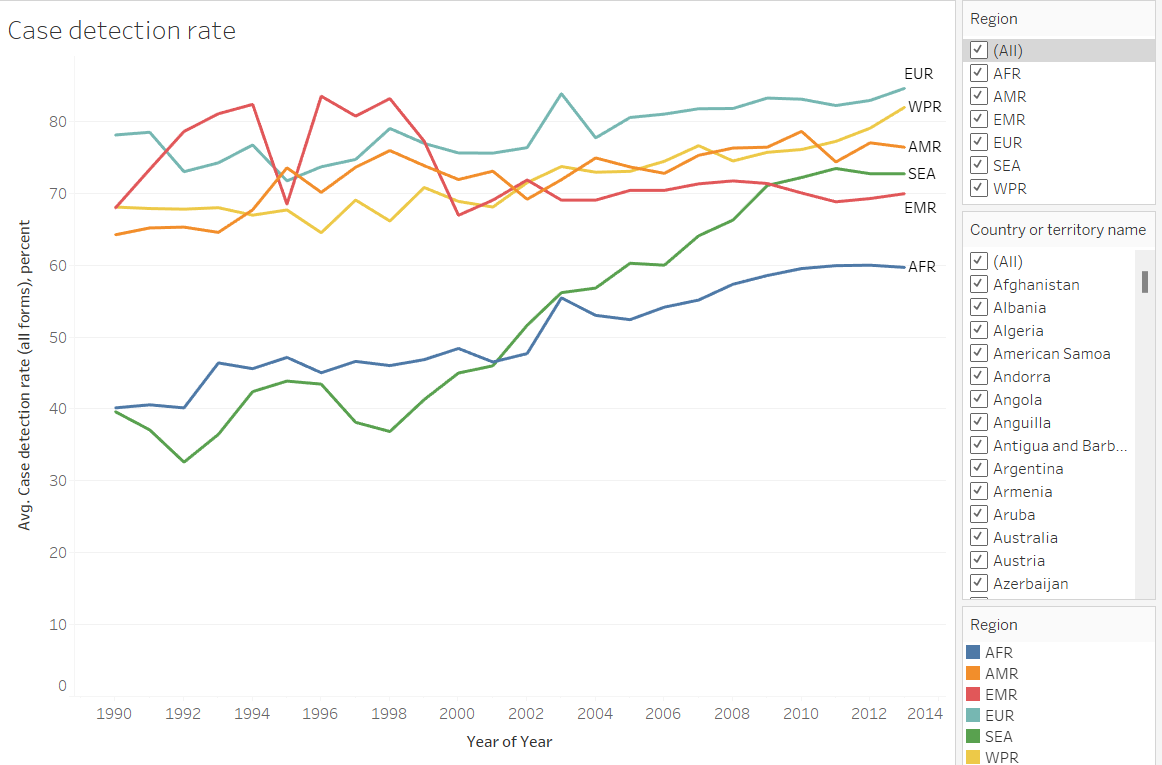 Case detection rate
Avg. Case detection rate (all forms), percent
80
70
60
50
40
30
20
10
0
1990 1992 1994 1996 1998 2000 2002 2004 2006 2008 2010 2012 2014
Year of Year
EUR
WPR
AMR
SEA
EMR
AFR
Region
(All)
AFR
AMR
EMR
EUR
SEA
WPR
Country or territory name
(All)
Afghanistan
Albania
Algeria
American Samoa
Andorra
Angola
Anguilla
Antigua and Barb...
Argentina
Armenia
Aruba
Australia
Austria
Azerbaijan
Region
AFR
AMR
EMR
EUR
SEA
WPR